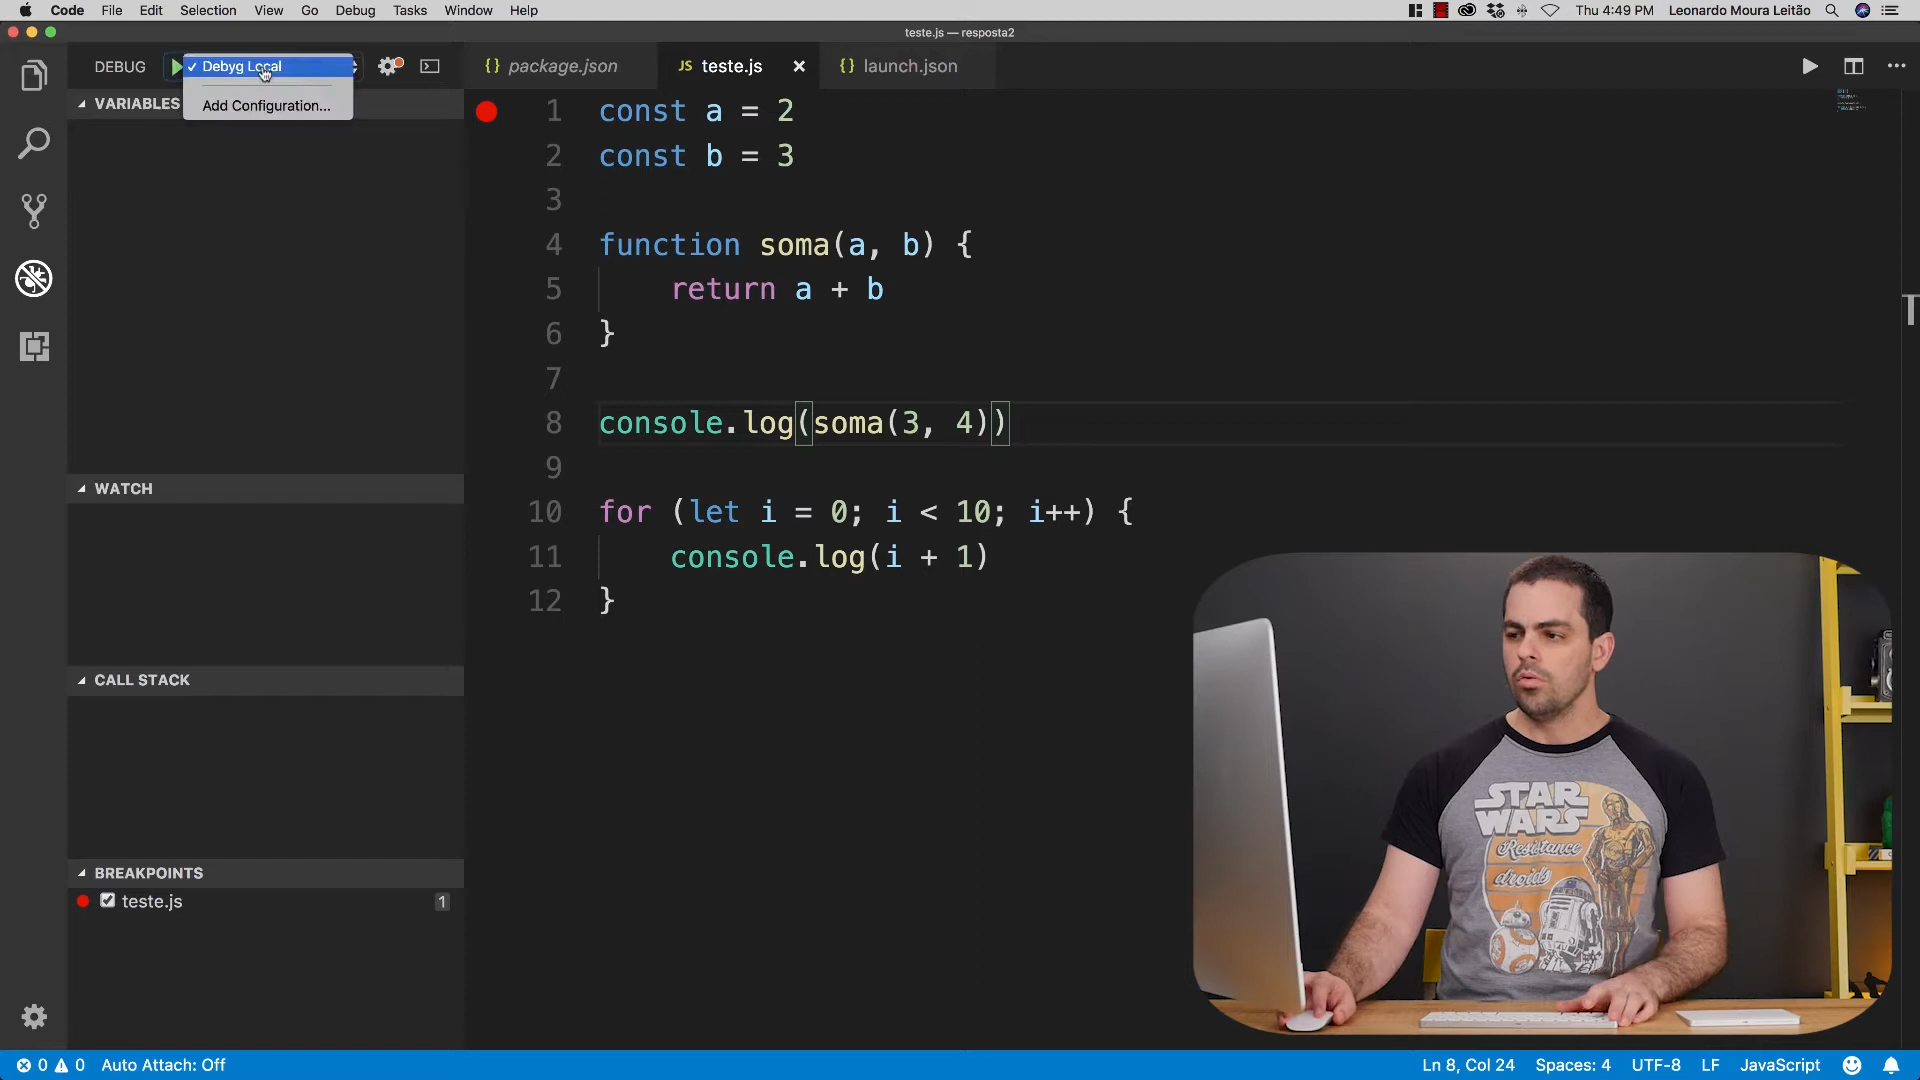 Code File Edit Selection View Go Debug Tasks Window Help
Thu 4:49 PM Leonardo Moura Leitão
teste.js — resposta2
DEBUG
✓ Debyg Local
Add Configuration...
VARIABLES
WATCH
CALL STACK
BREAKPOINTS
teste.js 1
{} package.json
JS teste.js ×
{} launch.json
1 const a = 2
2 const b = 3
3
4 function soma(a, b) {
5 return a + b
6 }
7
8 console.log(soma(3, 4))
9
10 for (let i = 0; i < 10; i++) {
11 console.log(i + 1)
12 }
STAR
WARS
Resistance
droids
0 0 Auto Attach: Off
Ln 8, Col 24 Spaces: 4 UTF-8 LF JavaScript